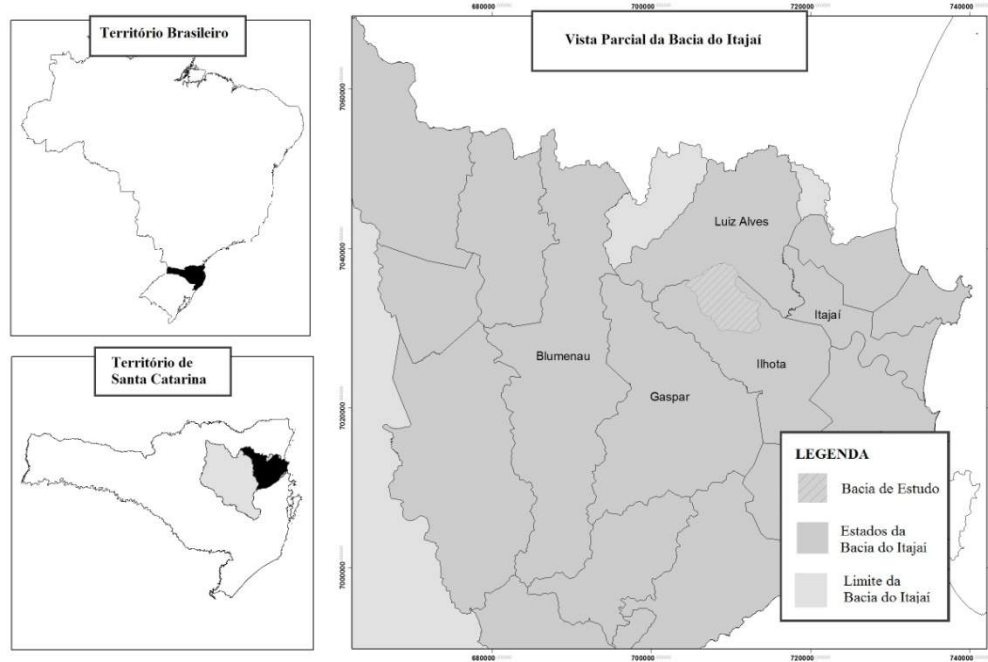 Território Brasileiro
Território de
Santa Catarina
680000
700000
720000
740000
Vista Parcial da Bacia do Itajaí
7060000
7040000
7020000
7000000
Luiz Alves
Itajaí
Blumenau
Ilhota
Gaspar
LEGENDA
Bacia de Estudo
Estados da
Bacia do Itajaí
Limite da
Bacia do Itajaí
680000
700000
720000
740000